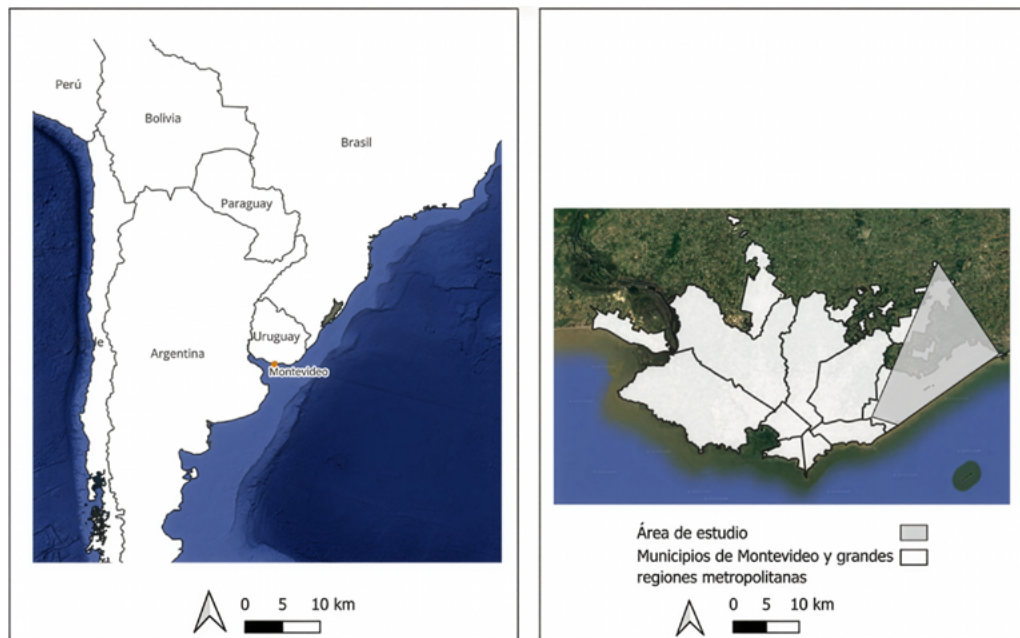 Perú
Bolivia
Brasil
Paraguay
le
Argentina
Uruguay
Montevideo
0 5 10 km
Área de estudio
Municipios de Montevideo y grandes
regiones metropolitanas
0 5 10 km